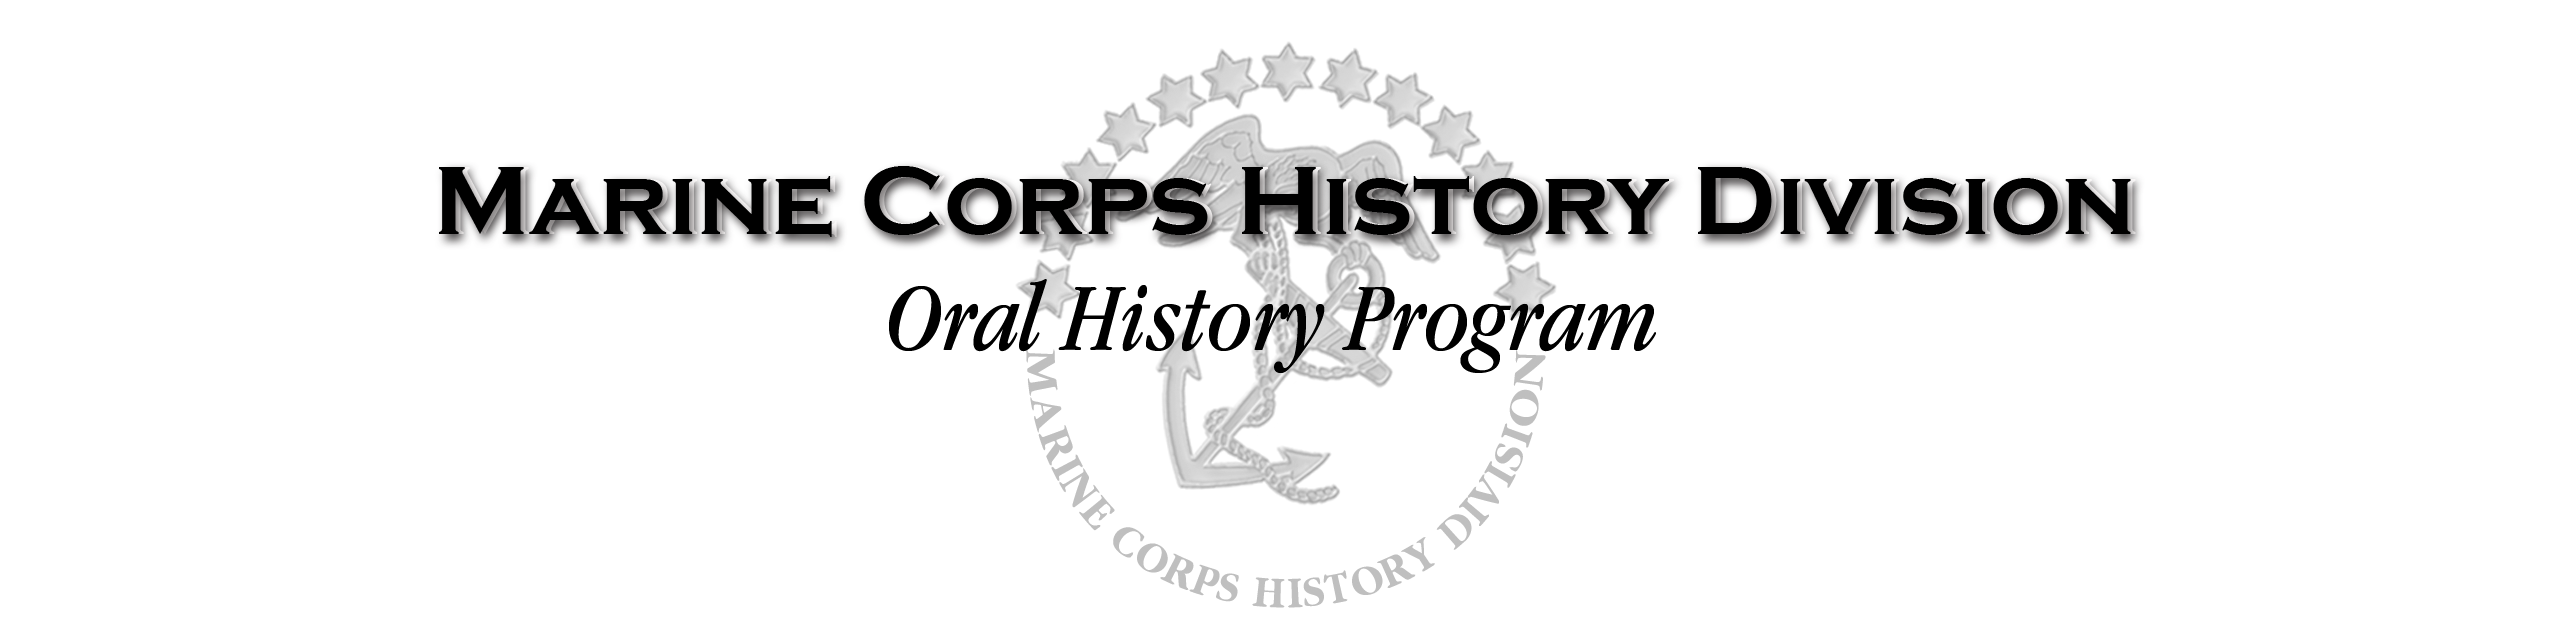 Marine Corps History Division
Oral History Program
MARINE CORPS HISTORY DIVISION